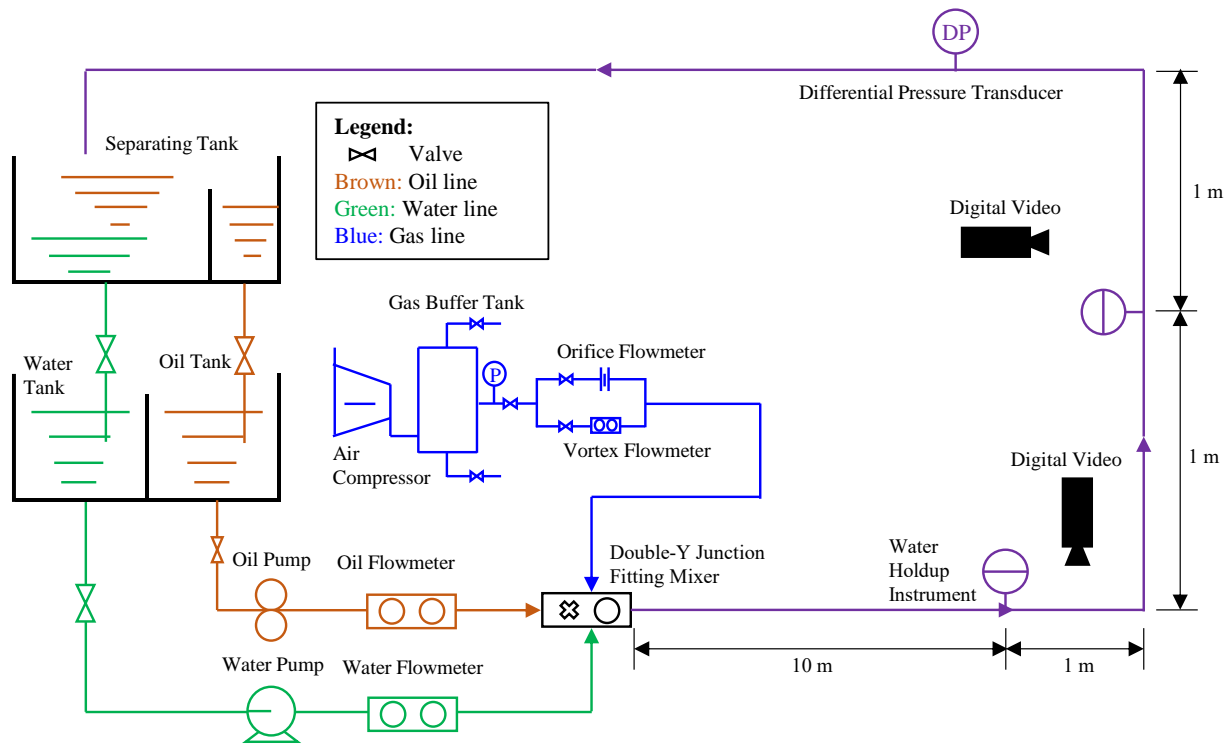 DP
Differential Pressure Transducer
Separating Tank
Legend:
Valve
Brown: Oil line
Green: Water line
Blue: Gas line
1 m
Digital Video
Gas Buffer Tank
Orifice Flowmeter
Water
Tank
Oil Tank
P
Air
Compressor
Vortex Flowmeter
1 m
Digital Video
Oil Pump
Oil Flowmeter
Double-Y Junction
Fitting Mixer
Water
Holdup
Instrument
Water Pump
Water Flowmeter
10 m
1 m